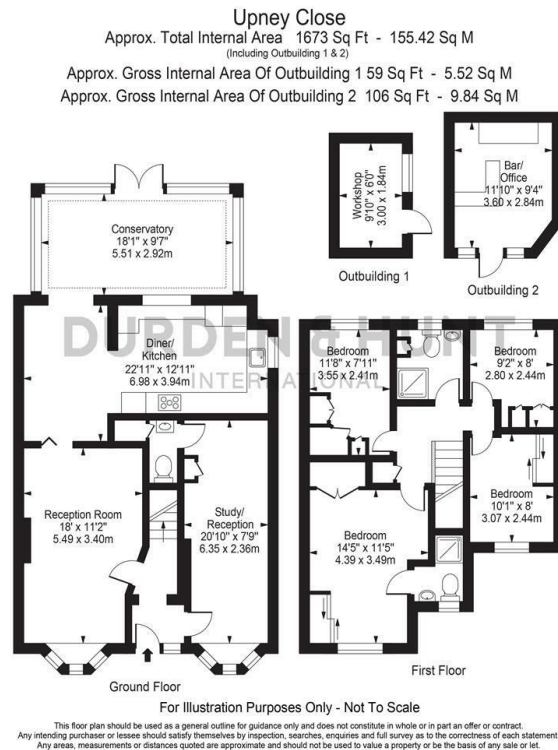 Upney Close
Approx. Total Internal Area 1673 Sq Ft - 155.42 Sq M
(Including Outbuilding 1 & 2)
Approx. Gross Internal Area Of Outbuilding 1 59 Sq Ft - 5.52 Sq M
Approx. Gross Internal Area Of Outbuilding 2 106 Sq Ft - 9.84 Sq M
Workshop
9'10" x 6'0"
3.00 x 1.84m
Outbuilding 1
Bar/
Office
11'10" x 9'4"
3.60 x 2.84m
Outbuilding 2
Conservatory
18'1" x 9'7"
5.51 x 2.92m
DURDEN & HUNT
INTERNATIONAL
Diner/
Kitchen
22'11" x 12'11"
6.98 x 3.94m
Reception Room
18' x 11'2"
5.49 x 3.40m
Study/
Reception
20'10" x 7'9"
6.35 x 2.36m
Ground Floor
Bedroom
11'8" x 7'11"
3.55 x 2.41m
Bedroom
9'2" x 8'
2.80 x 2.44m
Bedroom
10'1" x 8'
3.07 x 2.44m
Bedroom
14'5" x 11'5"
4.39 x 3.49m
First Floor
For Illustration Purposes Only - Not To Scale
This floor plan should be used as a general outline for guidance only and does not constitute in whole or in part an offer or contract.
Any intending purchaser or lessee should satisfy themselves by inspection, searches, enquiries and full survey as to the correctness of each statement
Any areas, measurements or distances quoted are approximate and should not be used to value a property or be the basis of any sale or let.